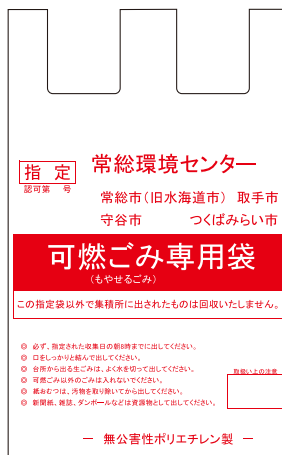 指定
認可第　号
常総環境センター
常総市（旧水海道市）　取手市
守谷市　つくばみらい市
可燃ごみ専用袋
（もやせるごみ）
この指定袋以外で集積所に出されたものは回収いたしません。
◎ 必ず、指定された収集日の朝8時までに出してください。
◎ 口をしっかりと結んで出してください。
◎ 台所から出る生ごみは、よく水を切って出してください。
◎ 可燃ごみ以外のごみは入れないでください。
◎ 紙おむつは、汚物を取り除いてから出してください。
◎ 新聞紙、雑誌、ダンボールなどは資源物として出してください。
取扱い上の注意
— 無公害性ポリエチレン製 —